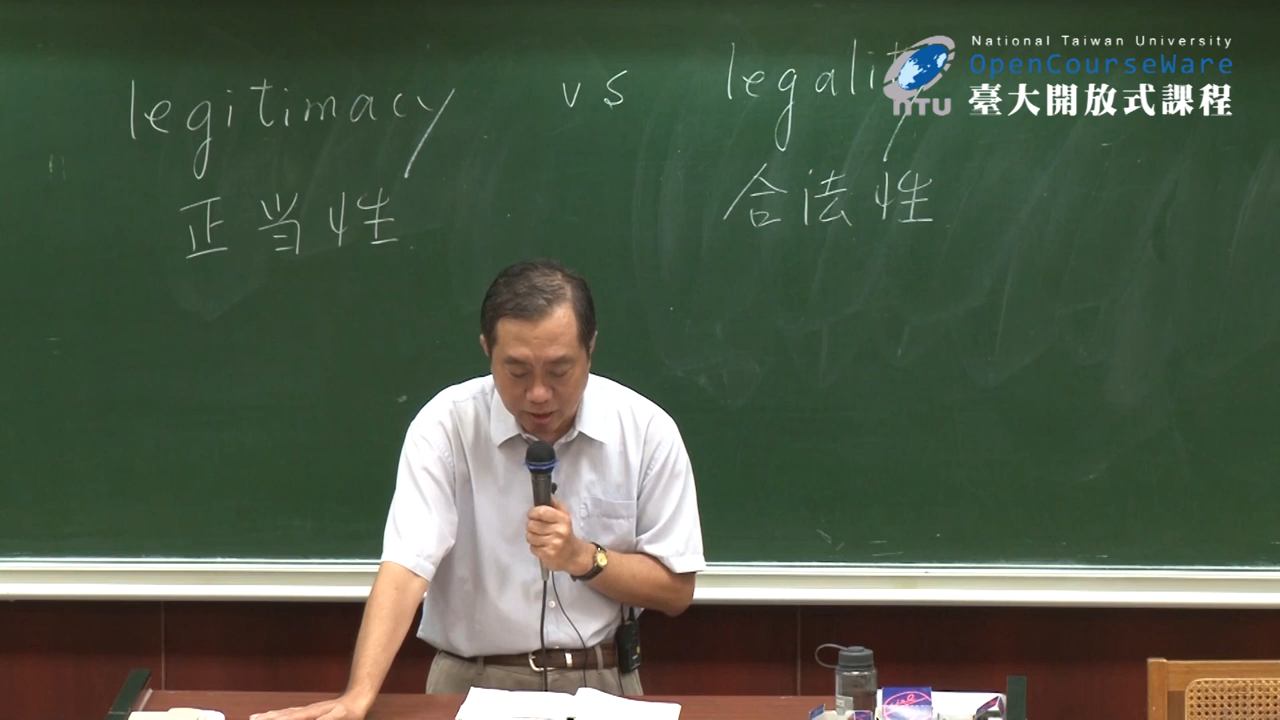 legitimacy vs legality
正当性 合法性
National Taiwan University
OpenCourseWare
NTU 臺大開放式課程